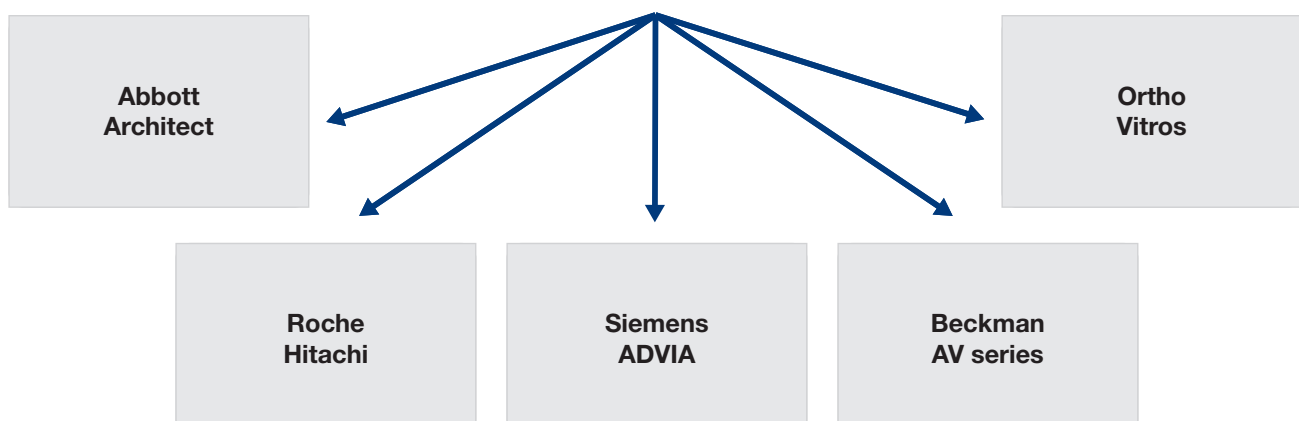 Abbott
Architect
Ortho
Vitros
Roche
Hitachi
Siemens
ADVIA
Beckman
AV series